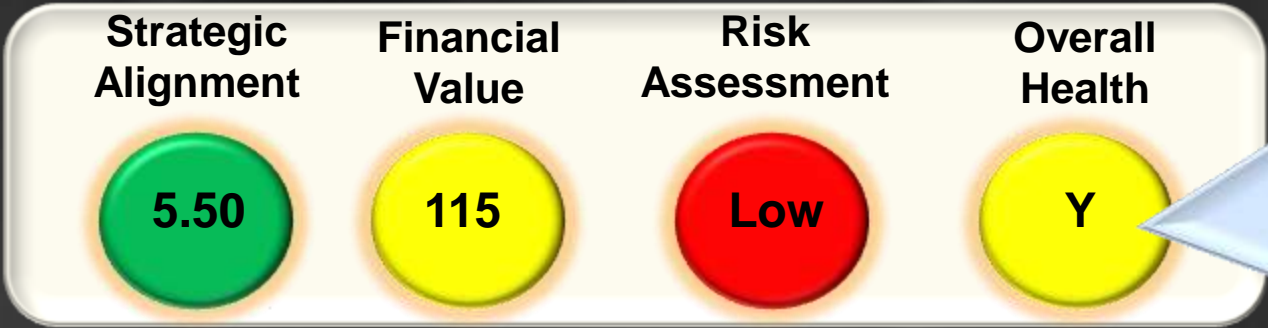 Strategic
Alignment
Financial
Value
Risk
Assessment
Overall
Health
5.50
115
Low
Y